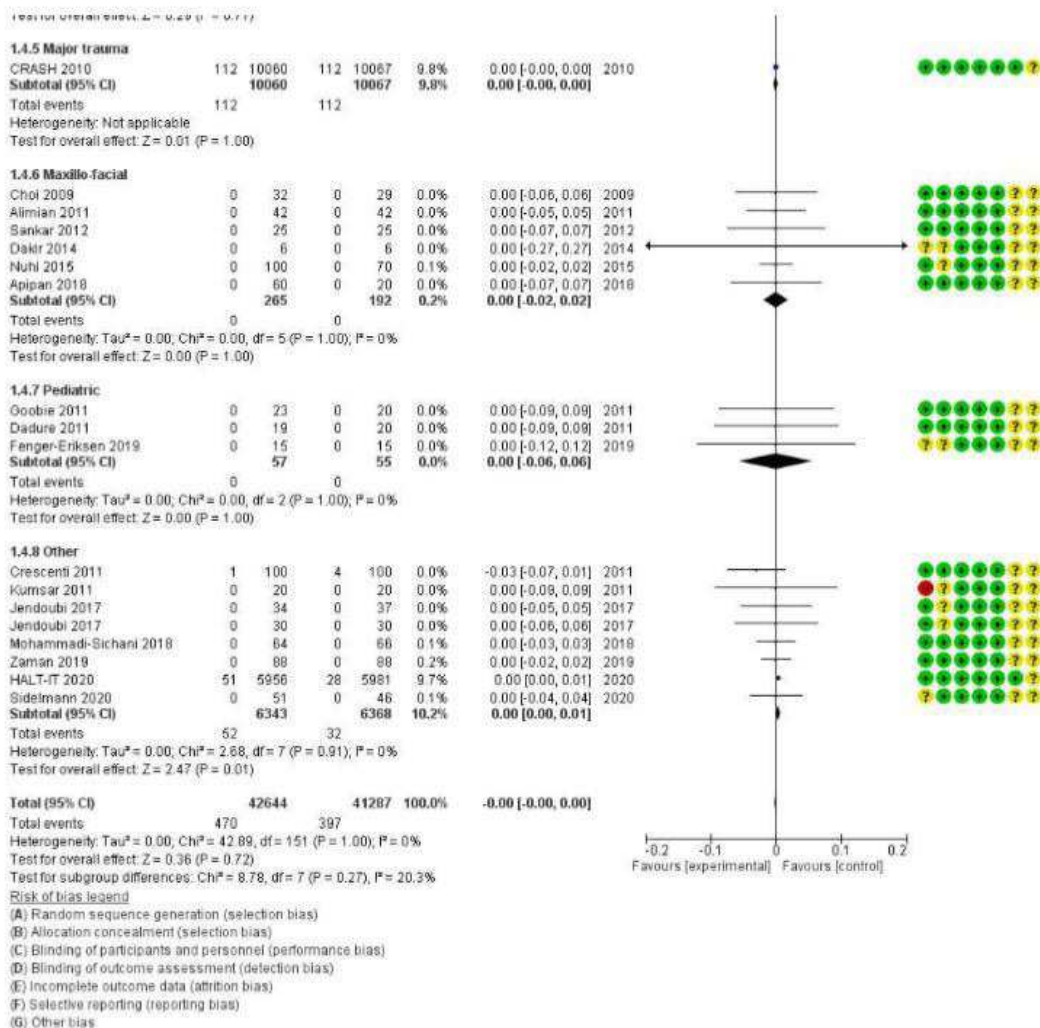 Test for overall effect: Z = 0.29 (P = 0.77)
1.4.5 Major trauma
CRASH 2010 112 10060 112 10067 9.8% 0.00 [-0.00, 0.00] 2010
Subtotal (95% CI) 10060 10067 9.8% 0.00 [-0.00, 0.00]
Total events 112 112
Heterogeneity: Not applicable
Test for overall effect: Z = 0.01 (P = 1.00)
1.4.6 Maxillo-facial
Choi 2009 0 32 0 29 0.0% 0.00 [-0.06, 0.06] 2009
Alimian 2011 0 42 0 42 0.0% 0.00 [-0.05, 0.05] 2011
Sankar 2012 0 25 0 25 0.0% 0.00 [-0.07, 0.07] 2012
Dakir 2014 0 6 0 6 0.0% 0.00 [-0.27, 0.27] 2014
Nuhi 2015 0 100 0 70 0.1% 0.00 [-0.02, 0.02] 2015
Apipan 2018 0 60 0 20 0.0% 0.00 [-0.07, 0.07] 2018
Subtotal (95% CI) 265 192 0.2% 0.00 [-0.02, 0.02]
Total events 0 0
Heterogeneity: Tau² = 0.00; Chi² = 0.00, df = 5 (P = 1.00); I² = 0%
Test for overall effect: Z = 0.00 (P = 1.00)
1.4.7 Pediatric
Goobie 2011 0 23 0 20 0.0% 0.00 [-0.09, 0.09] 2011
Dadure 2011 0 19 0 20 0.0% 0.00 [-0.09, 0.09] 2011
Fenger-Eriksen 2019 0 15 0 15 0.0% 0.00 [-0.12, 0.12] 2019
Subtotal (95% CI) 57 55 0.0% 0.00 [-0.06, 0.06]
Total events 0 0
Heterogeneity: Tau² = 0.00; Chi² = 0.00, df = 2 (P = 1.00); I² = 0%
Test for overall effect: Z = 0.00 (P = 1.00)
1.4.8 Other
Crescenti 2011 1 100 4 100 0.0% -0.03 [-0.07, 0.01] 2011
Kumsar 2011 0 20 0 20 0.0% 0.00 [-0.09, 0.09] 2011
Jendoubi 2017 0 34 0 37 0.0% 0.00 [-0.05, 0.05] 2017
Jendoubi 2017 0 30 0 30 0.0% 0.00 [-0.06, 0.06] 2017
Mohammadi-Sichani 2018 0 64 0 66 0.1% 0.00 [-0.03, 0.03] 2018
Zaman 2019 0 88 0 88 0.2% 0.00 [-0.02, 0.02] 2019
HALT-IT 2020 51 5956 28 5981 9.7% 0.00 [0.00, 0.01] 2020
Sidelmann 2020 0 51 0 46 0.1% 0.00 [-0.04, 0.04] 2020
Subtotal (95% CI) 6343 6368 10.2% 0.00 [0.00, 0.01]
Total events 52 32
Heterogeneity: Tau² = 0.00; Chi² = 2.68, df = 7 (P = 0.91); I² = 0%
Test for overall effect: Z = 2.47 (P = 0.01)
Total (95% CI) 42644 41287 100.0% -0.00 [-0.00, 0.00]
Total events 470 397
Heterogeneity: Tau² = 0.00; Chi² = 42.89, df = 151 (P = 1.00); I² = 0%
Test for overall effect: Z = 0.36 (P = 0.72)
Test for subgroup differences: Chi² = 8.78, df = 7 (P = 0.27), I² = 20.3%
-0.2 -0.1 0 0.1 0.2
Favours [experimental] Favours [control]
Risk of bias legend
(A) Random sequence generation (selection bias)
(B) Allocation concealment (selection bias)
(C) Blinding of participants and personnel (performance bias)
(D) Blinding of outcome assessment (detection bias)
(E) Incomplete outcome data (attrition bias)
(F) Selective reporting (reporting bias)
(G) Other bias